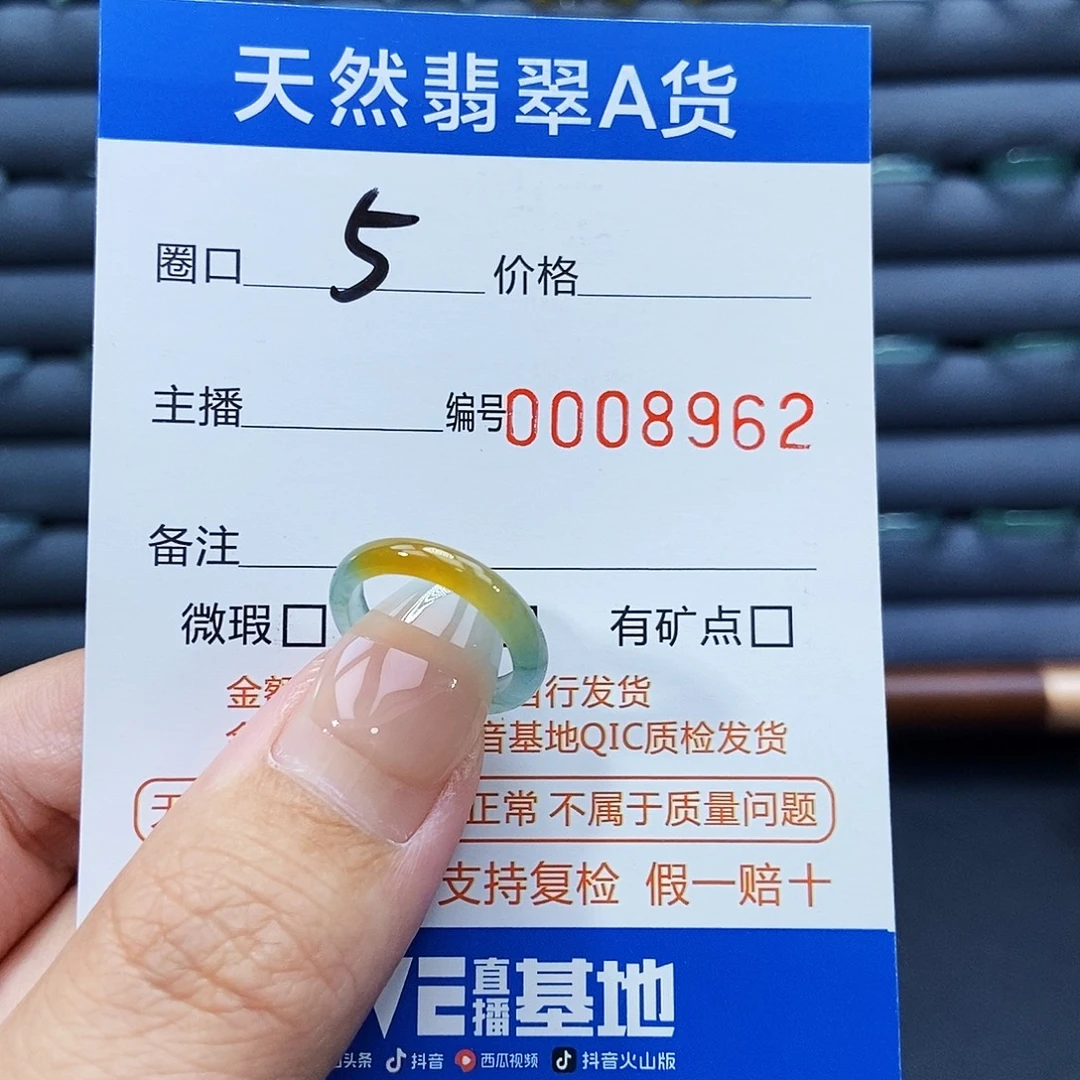 天然翡翠A货
圈口 5 价格
主播 编号0008962
备注
微瑕□ 有矿点□
金 行发货
音基地QIC质检发货
正常 不属于质量问题
支持复检 假一赔十
VE直播基地
头条 抖音 西瓜视频 抖音火山版